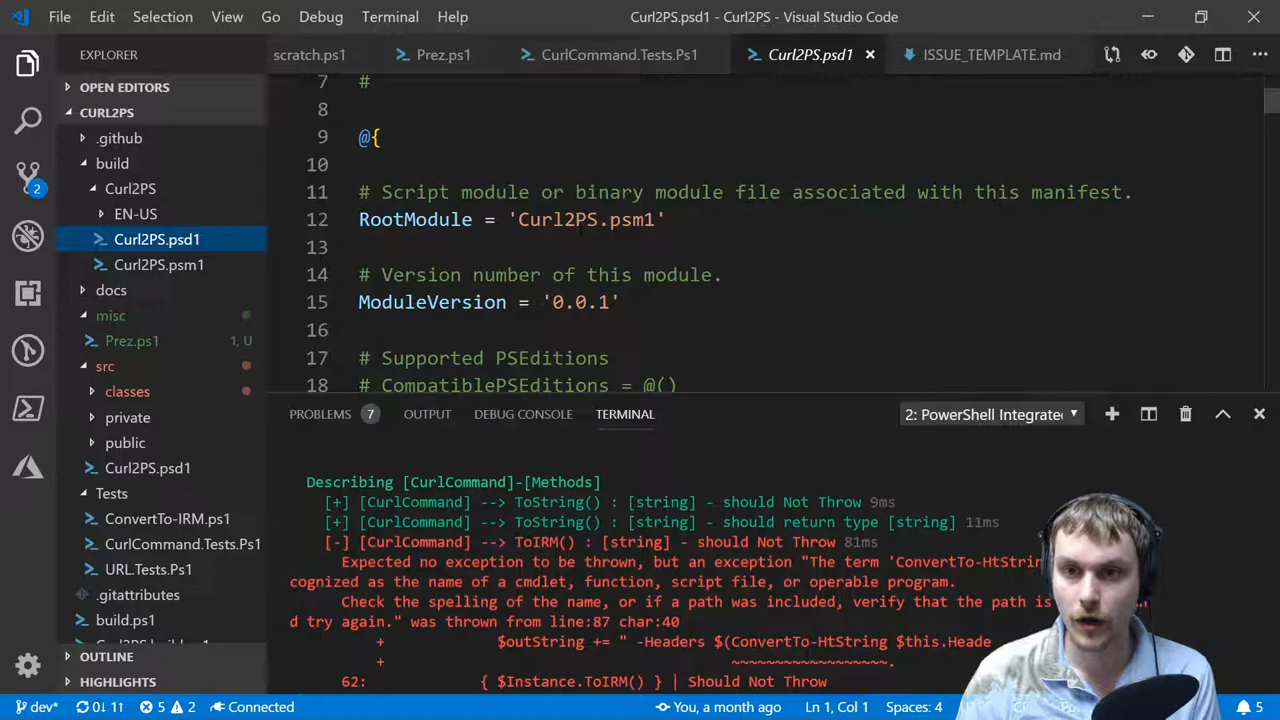 File Edit Selection View Go Debug Terminal Help Curl2PS.psd1 - Curl2PS - Visual Studio Code
EXPLORER
scratch.ps1 Prez.ps1 CurlCommand.Tests.Ps1 Curl2PS.psd1 ISSUE_TEMPLATE.md
OPEN EDITORS
CURL2PS
.github
build
Curl2PS
EN-US
Curl2PS.psd1
Curl2PS.psm1
docs
misc
Prez.ps1 1, U
src
classes
private
public
Curl2PS.psd1
Tests
ConvertTo-IRM.ps1
CurlCommand.Tests.Ps1
URL.Tests.Ps1
.gitattributes
build.ps1
OUTLINE
HIGHLIGHTS
2
7 #
8
9 @{
10
11 # Script module or binary module file associated with this manifest.
12 RootModule = 'Curl2PS.psm1'
13
14 # Version number of this module.
15 ModuleVersion = '0.0.1'
16
17 # Supported PSEditions
18 # CompatiblePSEditions = @()
PROBLEMS 7 OUTPUT DEBUG CONSOLE TERMINAL 2: PowerShell Integrated
Describing [CurlCommand]-[Methods]
[+] [CurlCommand] --> ToString() : [string] - should Not Throw 9ms
[+] [CurlCommand] --> ToString() : [string] - should return type [string] 11ms
[-] [CurlCommand] --> ToIRM() : [string] - should Not Throw 81ms
Expected no exception to be thrown, but an exception "The term 'ConvertTo-HtString
cognized as the name of a cmdlet, function, script file, or operable program.
Check the spelling of the name, or if a path was included, verify that the path is
d try again." was thrown from line:87 char:40
+ $outString += " -Headers $(ConvertTo-HtString $this.Heade
+ ~~~~~~~~~~~~~~~~~~.
62: { $Instance.ToIRM() } | Should Not Throw
dev* 0↓ 11↑ 5 2 Connected You, a month ago Ln 1, Col 1 Spaces: 4 5